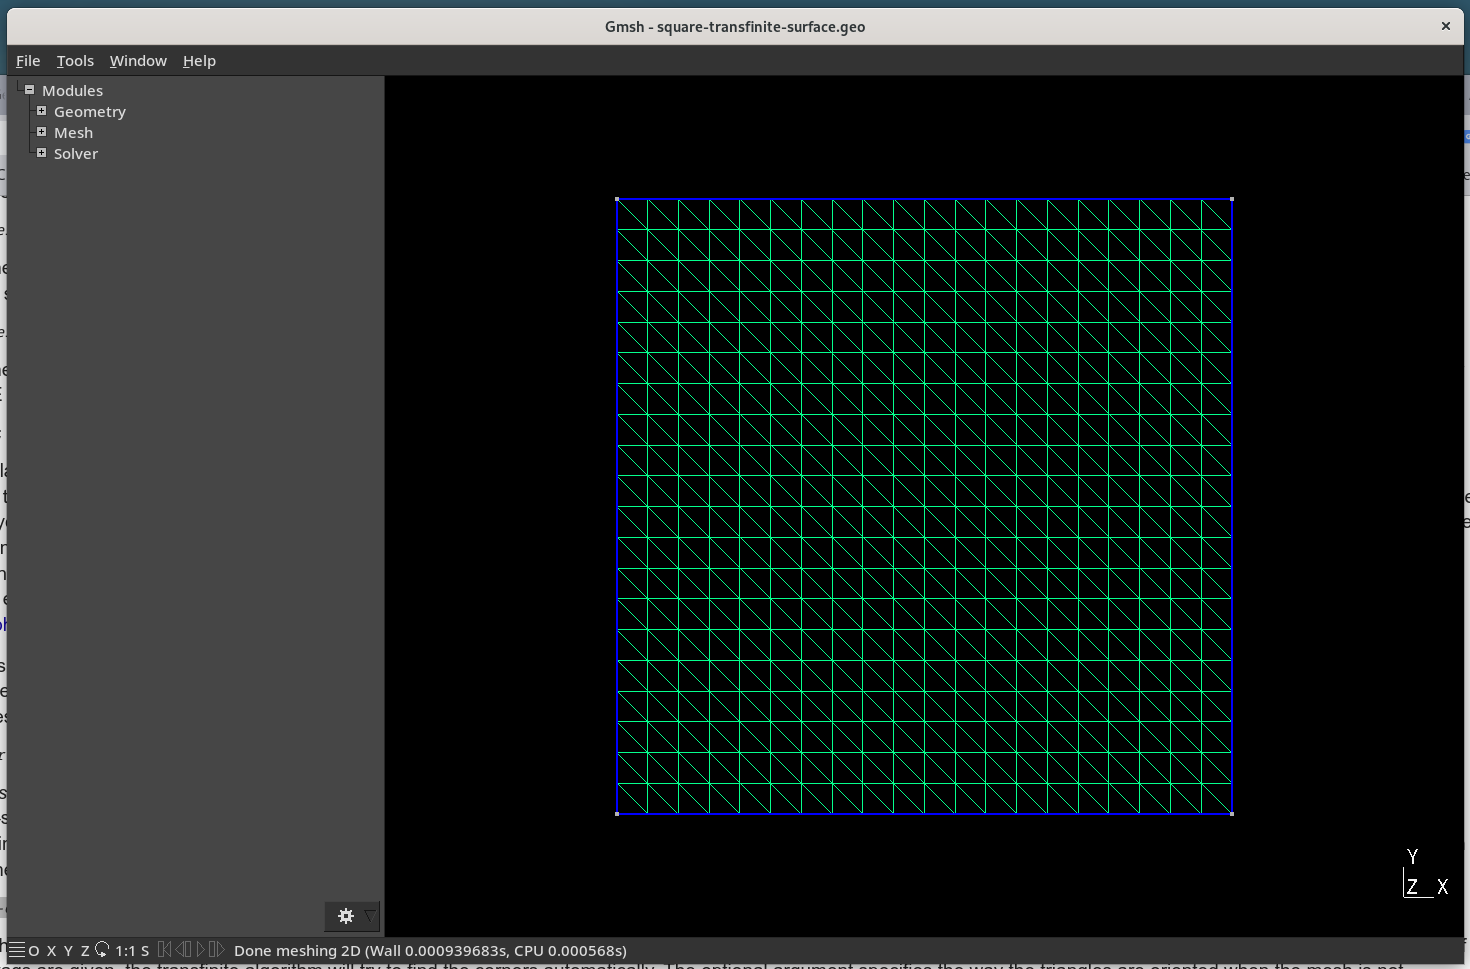 Gmsh - square-transfinite-surface.geo
File Tools Window Help
Modules
Geometry
Mesh
Solver
Y
Z X
O X Y Z 1:1 S Done meshing 2D (Wall 0.000939683s, CPU 0.000568s)